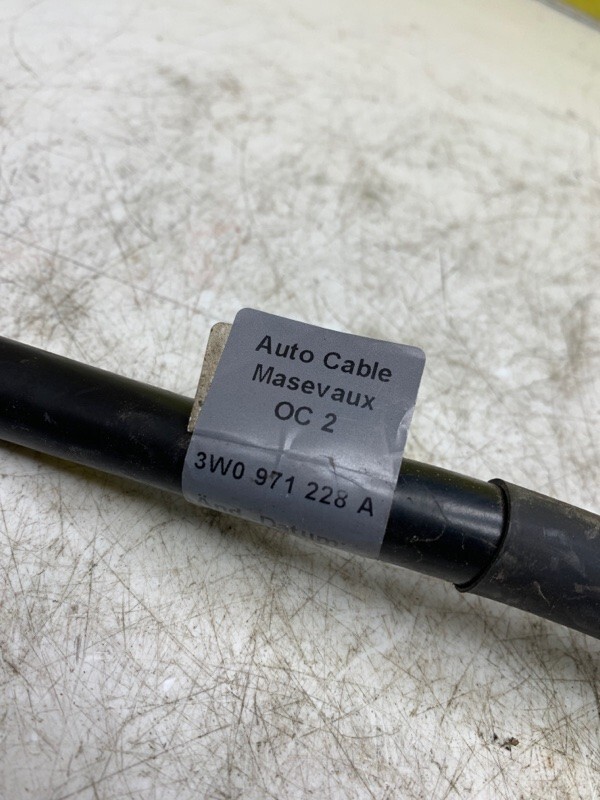 Auto Cable
Masevaux
OC 2
3W0 971 228 A